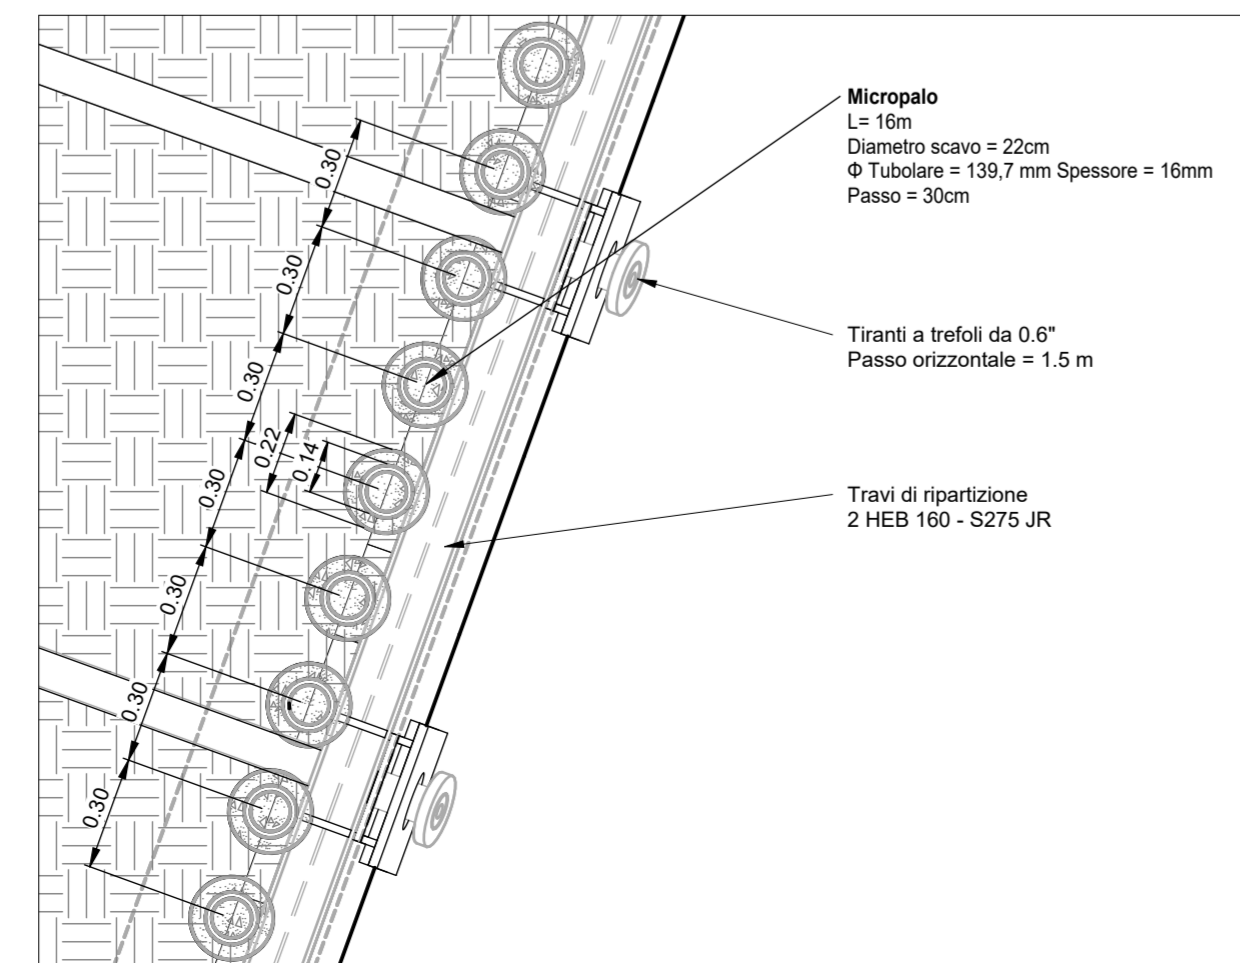 Micropalo
L= 16m
Diametro scavo = 22cm
Φ Tubolare = 139,7 mm Spessore = 16mm
Passo = 30cm
Tiranti a trefoli da 0.6"
Passo orizzontale = 1.5 m
Travi di ripartizione
2 HEB 160 - S275 JR
0.30
0.30
0.30
0.22
0.14
0.30
0.30
0.30
0.30